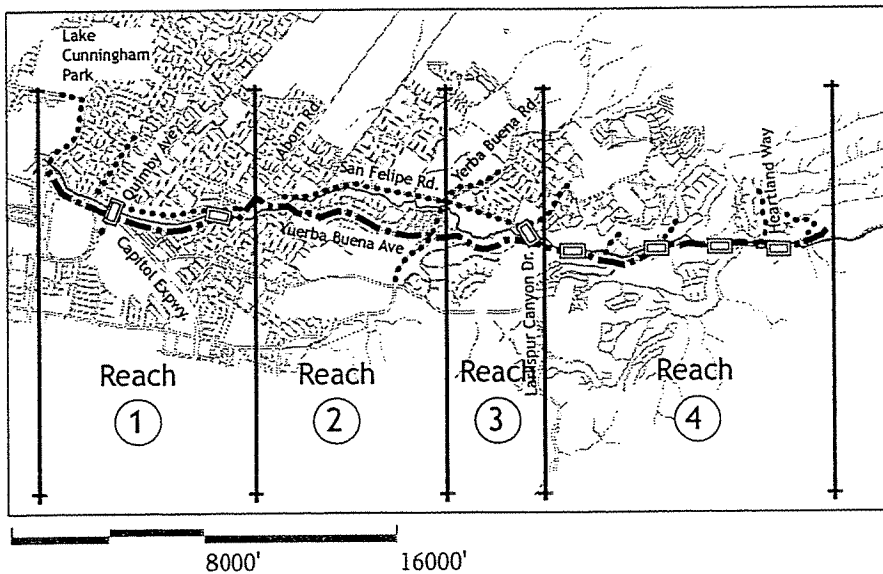 Lake
Cunningham
Park
Quimby Ave.
Aborn Rd.
San Felipe Rd.
Yerba Buena Rd.
Yuerba Buena Ave
Capitol Expwy.
Larkspur Canyon Dr.
Heartland Way
Reach
1
Reach
2
Reach
3
Reach
4
8000'
16000'